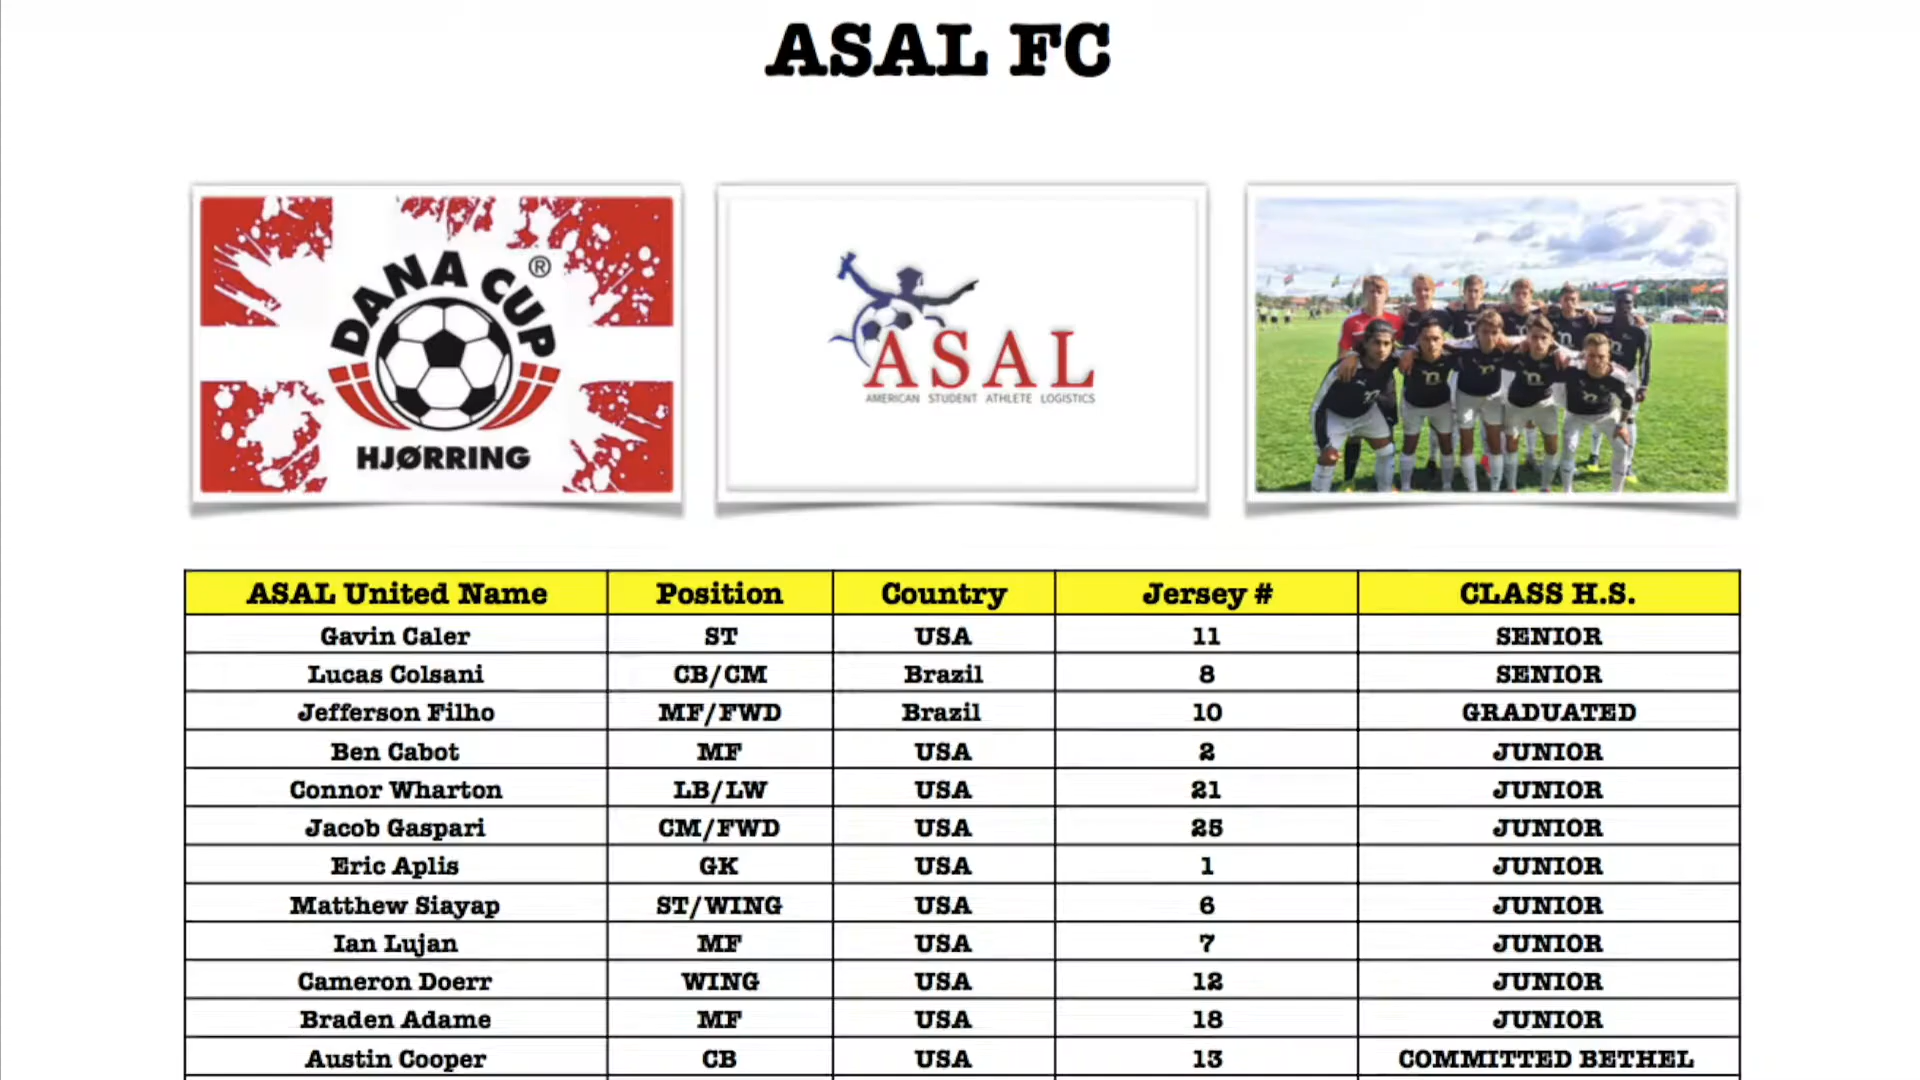 ASAL FC
DANA CUP ®
HJØRRING
ASAL
AMERICAN STUDENT ATHLETE LOGISTICS
ASAL United Name Position Country Jersey # CLASS H.S.
Gavin Caler ST USA 11 SENIOR
Lucas Colsani CB/CM Brazil 8 SENIOR
Jefferson Filho MF/FWD Brazil 10 GRADUATED
Ben Cabot MF USA 2 JUNIOR
Connor Wharton LB/LW USA 21 JUNIOR
Jacob Gaspari CM/FWD USA 25 JUNIOR
Eric Aplis GK USA 1 JUNIOR
Matthew Siayap ST/WING USA 6 JUNIOR
Ian Lujan MF USA 7 JUNIOR
Cameron Doerr WING USA 12 JUNIOR
Braden Adame MF USA 18 JUNIOR
Austin Cooper CB USA 13 COMMITTED BETHEL